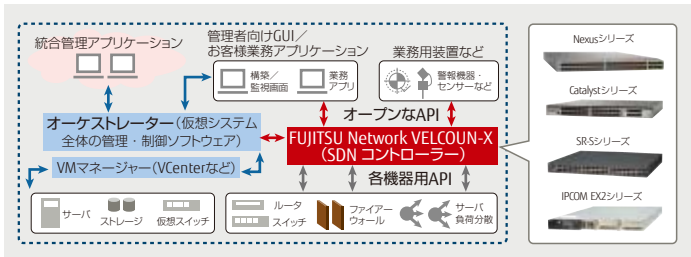 統合管理アプリケーション
管理者向けGUI／
お客様業務アプリケーション
構築／
監視画面
業務
アプリ
業務用装置など
警報機器・
センサーなど
オープンなAPI
オーケストレーター（仮想システム
全体の管理・制御ソフトウェア）
FUJITSU Network VELCOUN-X
（SDN コントローラー）
VMマネージャー（VCenterなど）
各機器用API
サーバ
ストレージ
仮想スイッチ
ルータ
スイッチ
ファイアー
ウォール
サーバ
負荷分散
Nexusシリーズ
Catalystシリーズ
SR-Sシリーズ
IPCOM EX2シリーズ